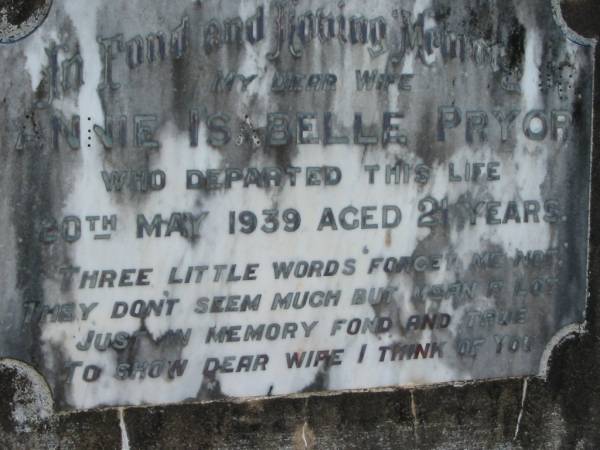 In Fond and Loving Memory
OF
MY DEAR WIFE
ANNIE ISABELLE PRYOR
WHO DEPARTED THIS LIFE
20TH MAY 1939 AGED 21 YEARS.
THREE LITTLE WORDS FORGET ME NOT
THEY DONT SEEM MUCH BUT MEAN A LOT
JUST IN MEMORY FOND AND TRUE
TO SHOW DEAR WIFE I THINK OF YOU